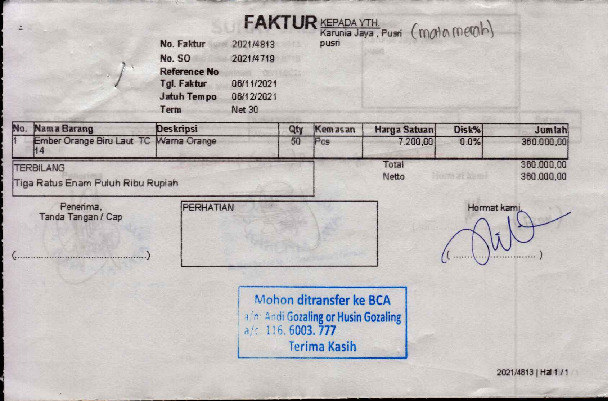 FAKTUR KEPADA YTH.
Karunia Jaya , Pusri (mata merah)
pusri
No. Faktur 2021/4813
No. SO 2021/4719
Reference No
Tgl. Faktur 06/11/2021
Jatuh Tempo 06/12/2021
Term Net 30
No. Nama Barang Deskripsi Qty Kemasan Harga Satuan Disk% Jumlah
1 Ember Orange Biru Laut TC 14 Warna Orange 50 Pcs 7.200,00 0.0% 360.000,00
TERBILANG
Tiga Ratus Enam Puluh Ribu Rupiah
Total 360.000,00
Netto 360.000,00
Penerima,
Tanda Tangan / Cap
(................................)
PERHATIAN
Hormat kami,
(......................)
Mohon ditransfer ke BCA
a/n: Andi Gozaling or Husin Gozaling
a/c. 116. 6003. 777
Terima Kasih
2021/4813 | Hal 1 / 1